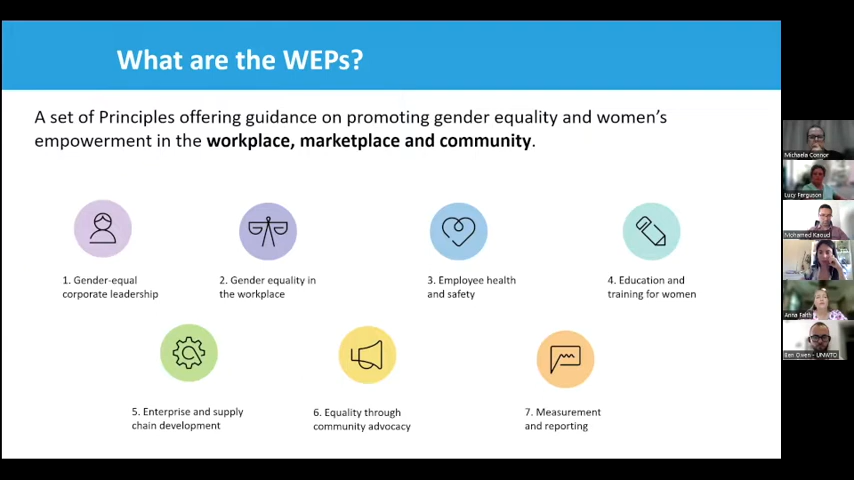 What are the WEPs?
A set of Principles offering guidance on promoting gender equality and women's
empowerment in the workplace, marketplace and community.
1. Gender-equal
corporate leadership
2. Gender equality in
the workplace
3. Employee health
and safety
4. Education and
training for women
5. Enterprise and supply
chain development
6. Equality through
community advocacy
7. Measurement
and reporting
Michaela Connor
Lucy Ferguson
Mohamed Kaoud
Anna Falth
Ben Owen - UNWTO